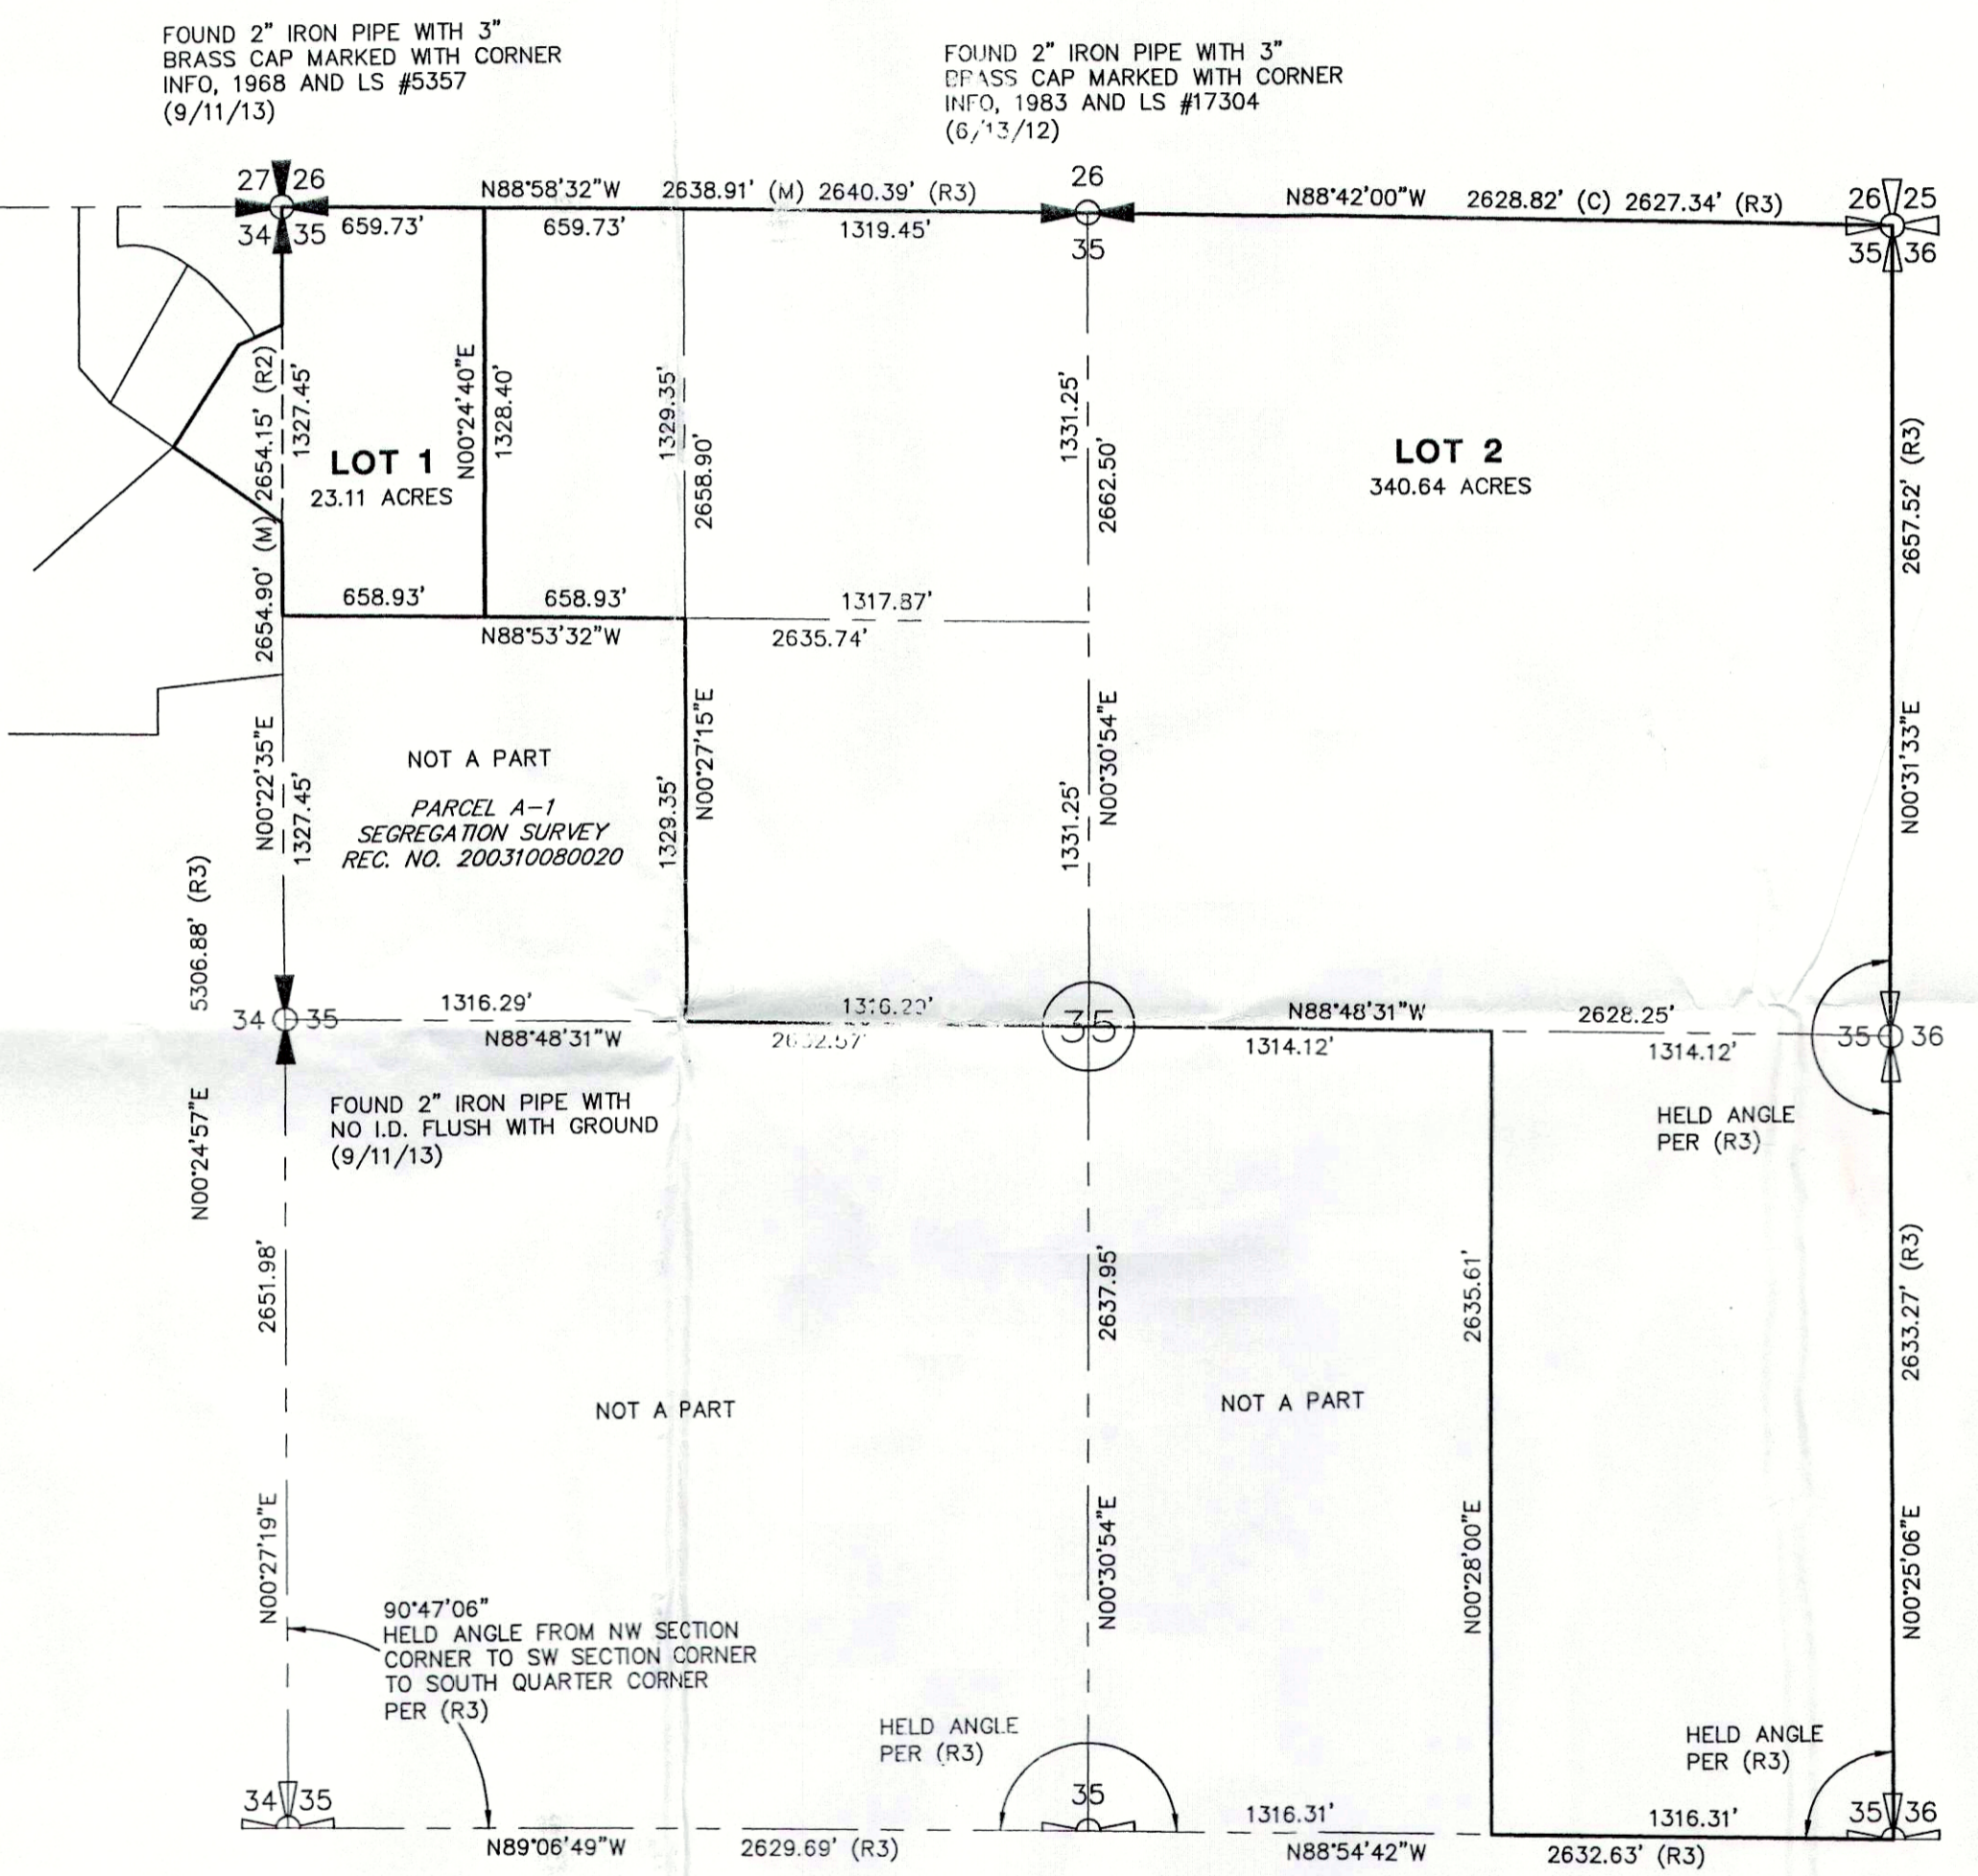 FOUND 2" IRON PIPE WITH 3"
BRASS CAP MARKED WITH CORNER
INFO, 1968 AND LS #5357
(9/11/13)
FOUND 2" IRON PIPE WITH 3"
BRASS CAP MARKED WITH CORNER
INFO, 1983 AND LS #17304
(6/13/12)
27 26
34 35
N88°58'32"W 2638.91' (M) 2640.39' (R3)
659.73' 659.73' 1319.45'
26
35
N88°42'00"W 2628.82' (C) 2627.34' (R3)
26 25
35 36
2654.90' (M) 2654.15' (R2)
1327.45'
N00°24'40"E
1328.40'
1329.35'
2658.90'
1331.25'
2662.50'
2657.52' (R3)
LOT 1
23.11 ACRES
LOT 2
340.64 ACRES
658.93' 658.93' 1317.87'
N88°53'32"W 2635.74'
N00°22'35"E
1327.45'
NOT A PART
PARCEL A-1
SEGREGATION SURVEY
REC. NO. 200310080020
1329.35'
N00°27'15"E
1331.25'
N00°30'54"E
N00°31'33"E
N00°24'57"E 5306.88' (R3)
34 35
1316.29'
N88°48'31"W
35
N88°48'31"W
1314.12'
2628.25'
1314.12'
35 36
FOUND 2" IRON PIPE WITH
NO I.D. FLUSH WITH GROUND
(9/11/13)
HELD ANGLE
PER (R3)
2651.98'
2637.95'
2635.61'
2633.27' (R3)
NOT A PART
NOT A PART
N00°27'19"E
N00°30'54"E
N00°28'00"E
N00°25'06"E
90°47'06"
HELD ANGLE FROM NW SECTION
CORNER TO SW SECTION CORNER
TO SOUTH QUARTER CORNER
PER (R3)
HELD ANGLE
PER (R3)
HELD ANGLE
PER (R3)
34 35
35
1316.31'
1316.31'
35 36
N89°06'49"W 2629.69' (R3)
N88°54'42"W 2632.63' (R3)